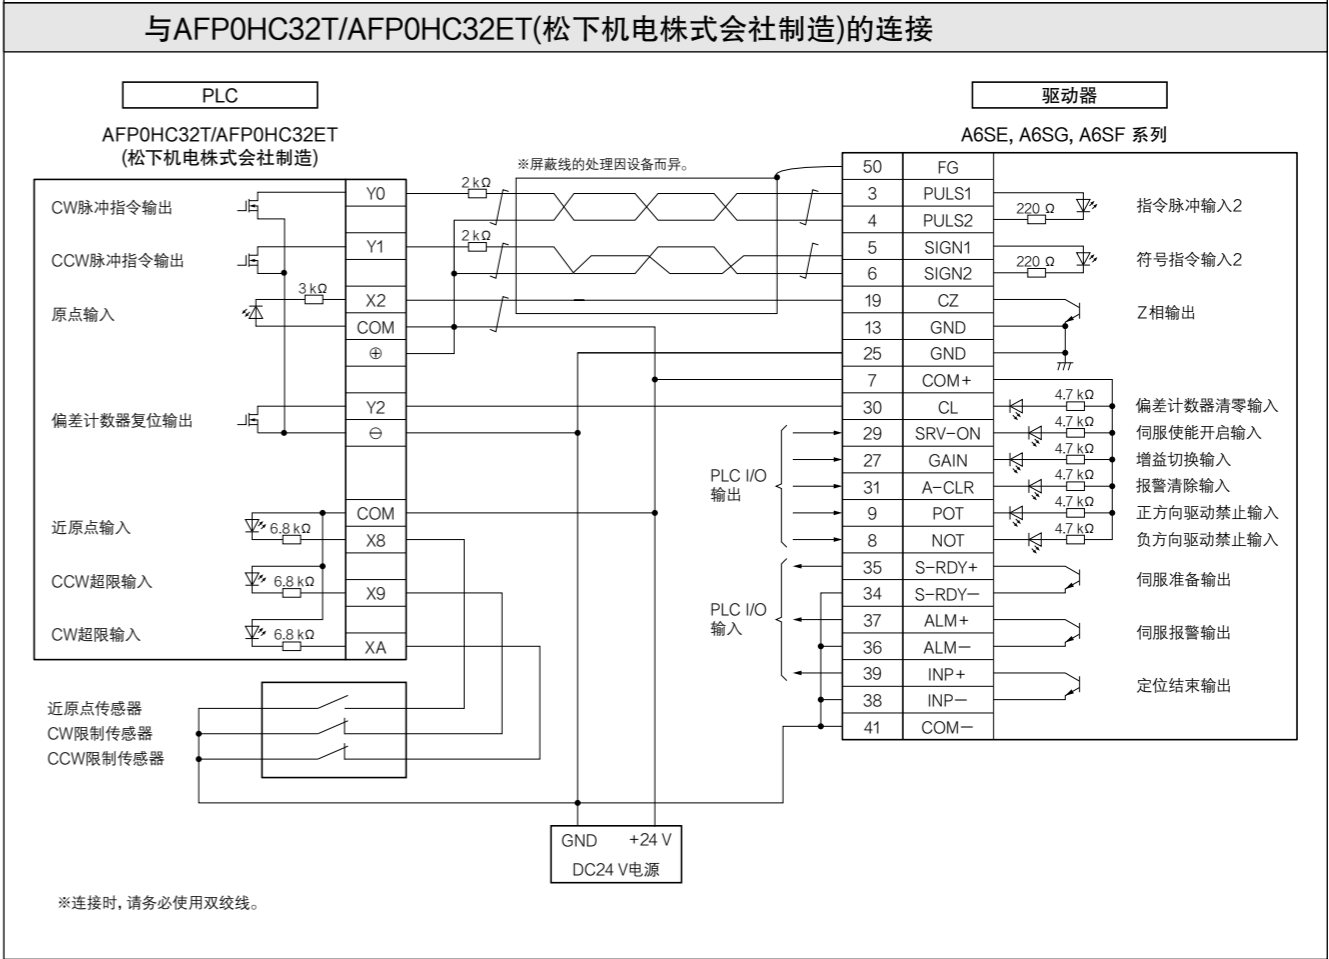 与AFP0HC32T/AFP0HC32ET(松下机电株式会社制造)的连接
PLC
AFP0HC32T/AFP0HC32ET
(松下机电株式会社制造)
驱动器
A6SE, A6SG, A6SF 系列
※屏蔽线的处理因设备而异。
CW脉冲指令输出
CCW脉冲指令输出
原点输入
3 kΩ
偏差计数器复位输出
近原点输入
6.8 kΩ
CCW超限输入
6.8 kΩ
CW超限输入
6.8 kΩ
Y0
Y1
X2
COM
⊕
Y2
⊖
COM
X8
X9
XA
2 kΩ
2 kΩ
50 FG
3 PULS1
4 PULS2
5 SIGN1
6 SIGN2
19 CZ
13 GND
25 GND
7 COM+
30 CL
29 SRV-ON
27 GAIN
31 A-CLR
9 POT
8 NOT
35 S-RDY+
34 S-RDY-
37 ALM+
36 ALM-
39 INP+
38 INP-
41 COM-
220 Ω
指令脉冲输入2
220 Ω
符号指令输入2
Z相输出
4.7 kΩ
偏差计数器清零输入
4.7 kΩ
伺服使能开启输入
4.7 kΩ
增益切换输入
4.7 kΩ
报警清除输入
4.7 kΩ
正方向驱动禁止输入
4.7 kΩ
负方向驱动禁止输入
伺服准备输出
伺服报警输出
定位结束输出
PLC I/O
输出
PLC I/O
输入
近原点传感器
CW限制传感器
CCW限制传感器
GND +24 V
DC24 V电源
※连接时, 请务必使用双绞线。